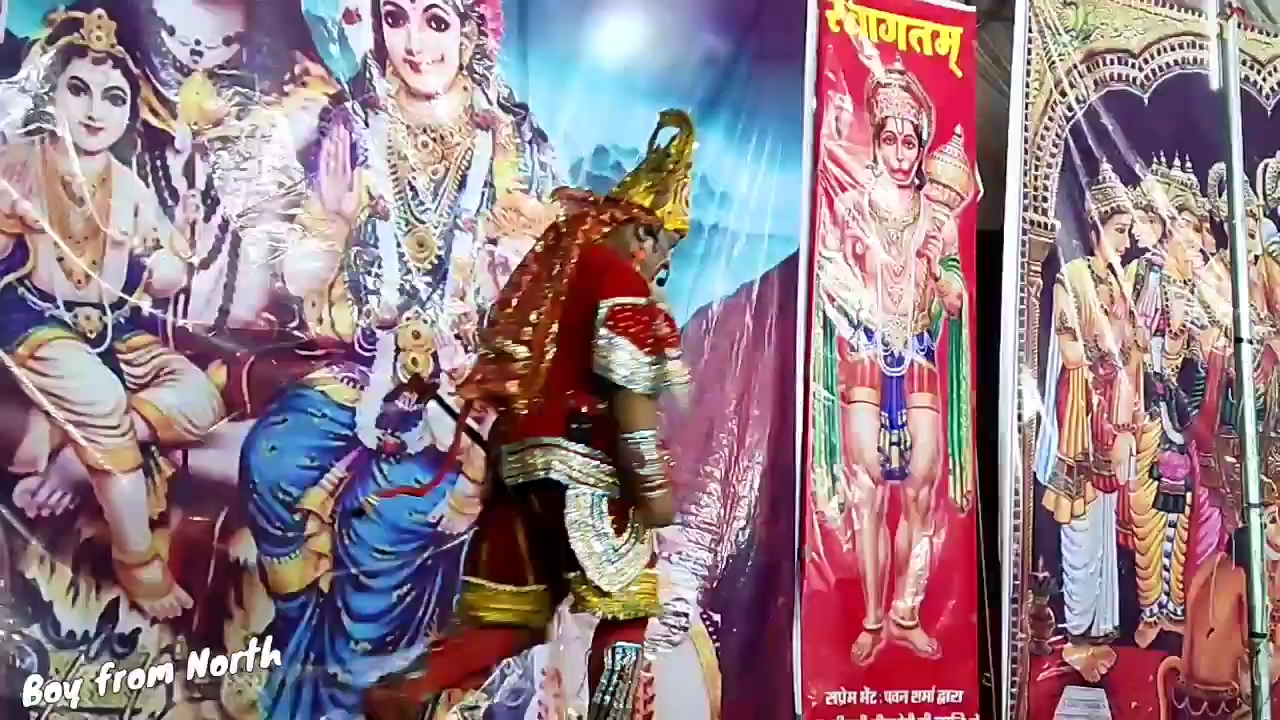 स्वागतम्
सप्रेम भेंट : पवन शर्मा द्वारा
Boy from North